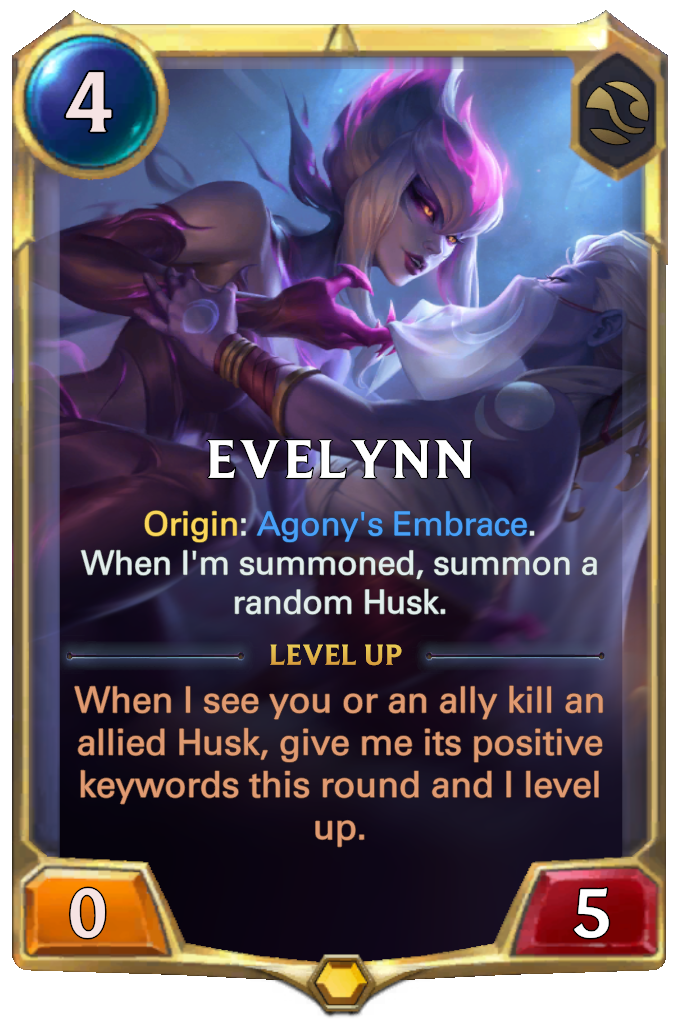 4
EVELYNN
Origin: Agony's Embrace.
When I'm summoned, summon a
random Husk.
LEVEL UP
When I see you or an ally kill an
allied Husk, give me its positive
keywords this round and I level
up.
0
5